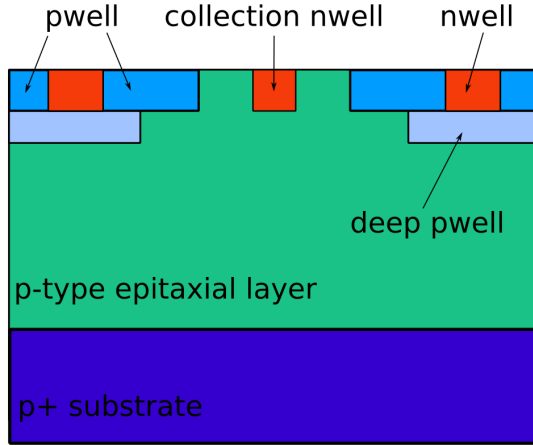 pwell
collection nwell
nwell
deep pwell
p-type epitaxial layer
p+ substrate